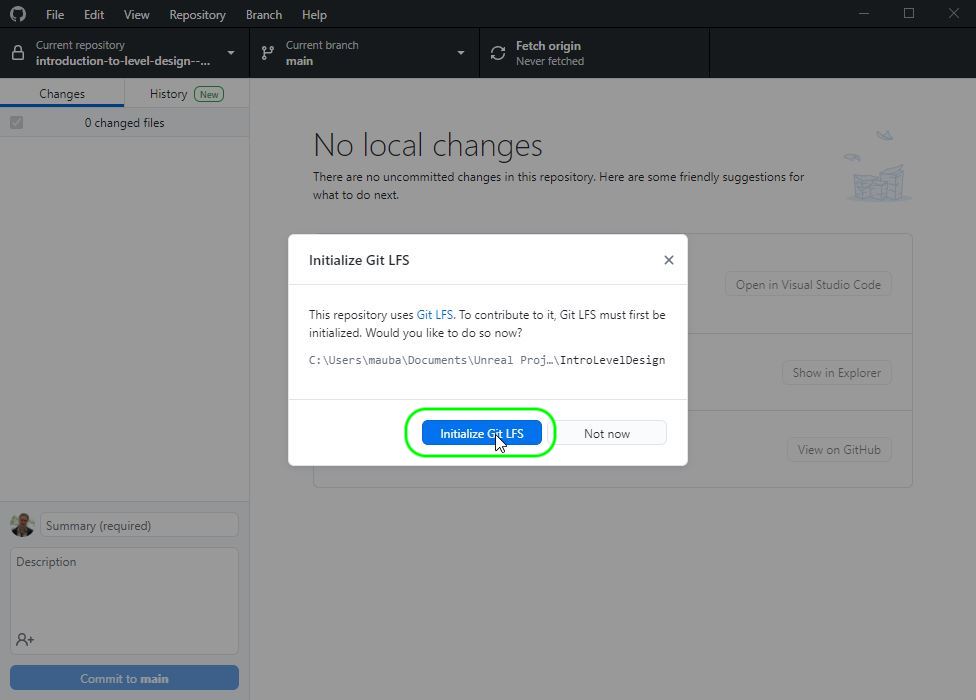 File Edit View Repository Branch Help
Current repository
introduction-to-level-design--...
Current branch
main
Fetch origin
Never fetched
Changes
History New
0 changed files
No local changes
There are no uncommitted changes in this repository. Here are some friendly suggestions for
what to do next.
Open in Visual Studio Code
Show in Explorer
View on GitHub
Initialize Git LFS
This repository uses Git LFS. To contribute to it, Git LFS must first be
initialized. Would you like to do so now?
C:\Users\mauba\Documents\Unreal Proj…\IntroLevelDesign
Initialize Git LFS
Not now
Summary (required)
Description
Commit to main